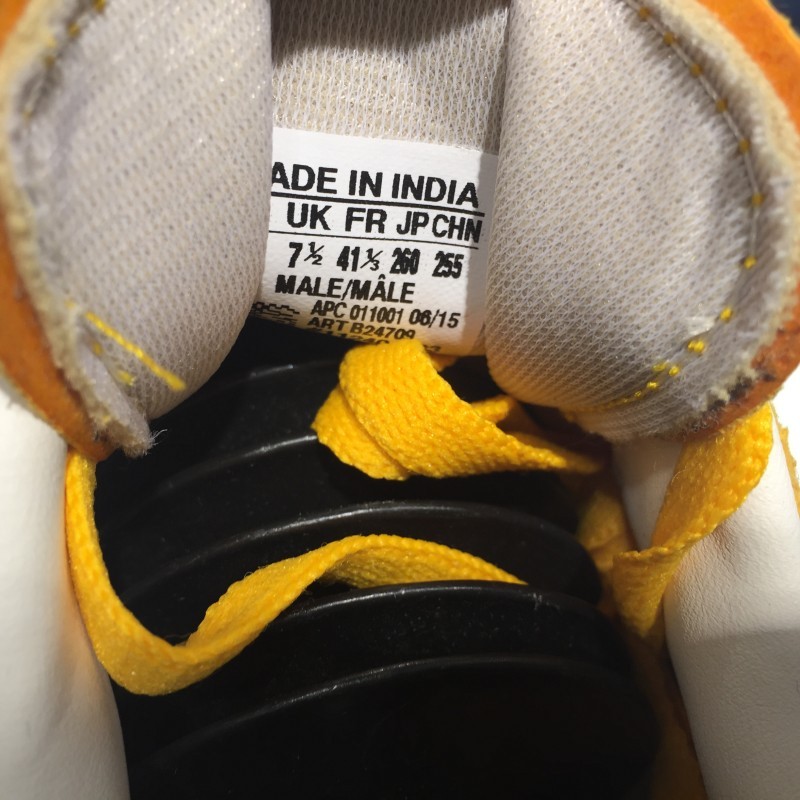 ADE IN INDIA
UK FR JP CHN
7½ 41⅓ 260 255
MALE/MÂLE
APC 011001 06/15
ART B24709